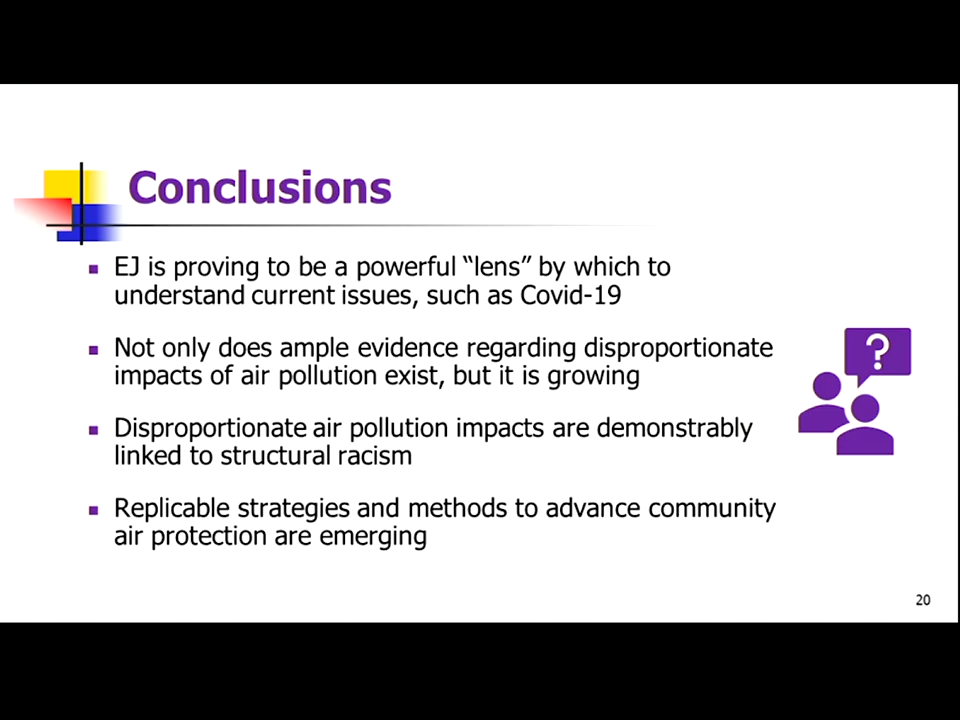 Conclusions
EJ is proving to be a powerful “lens” by which to
understand current issues, such as Covid-19
Not only does ample evidence regarding disproportionate
impacts of air pollution exist, but it is growing
Disproportionate air pollution impacts are demonstrably
linked to structural racism
Replicable strategies and methods to advance community
air protection are emerging
?
20